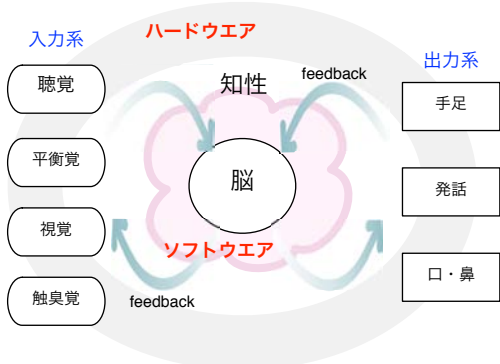 ハードウエア
入力系
出力系
聴覚
平衡覚
視覚
触臭覚
知性
feedback
脳
ソフトウエア
feedback
手足
発話
口・鼻